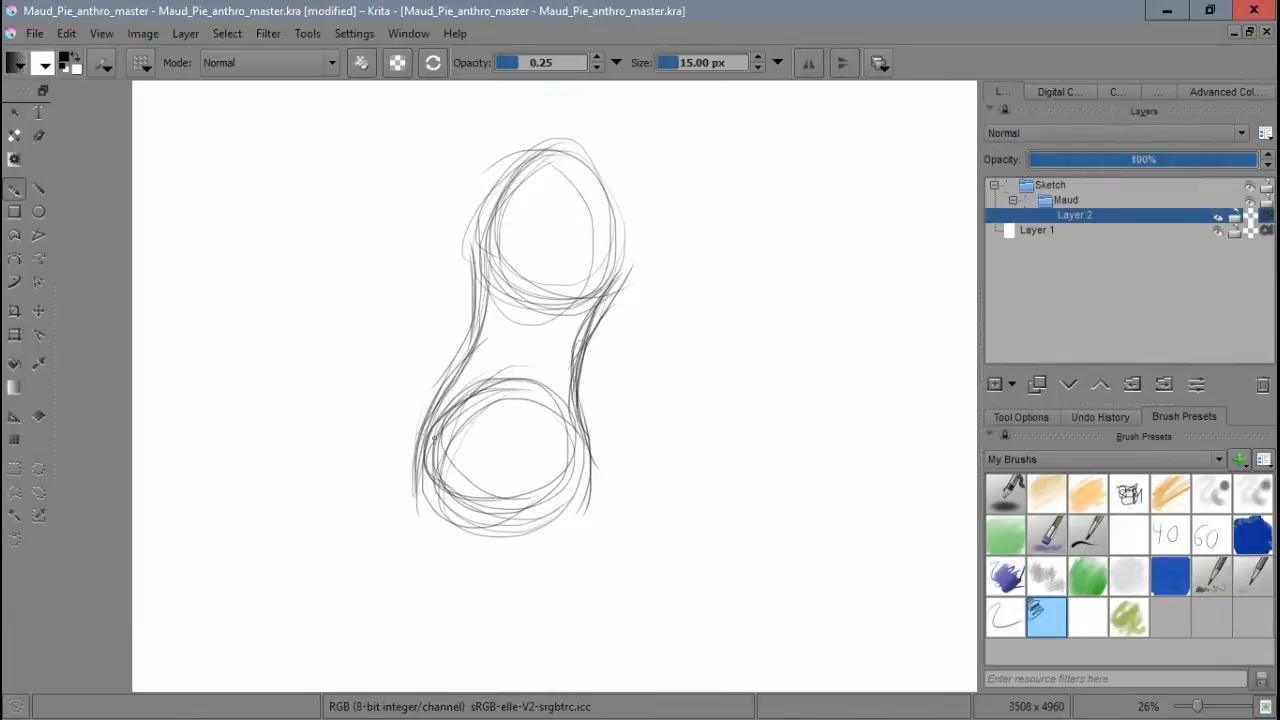 Maud_Pie_anthro_master - Maud_Pie_anthro_master.kra [modified] – Krita - [Maud_Pie_anthro_master - Maud_Pie_anthro_master.kra]
File Edit View Image Layer Select Filter Tools Settings Window Help
Mode: Normal Opacity: 0.25 Size: 15.00 px
L... Digital C... C... ... Advanced Col...
Layers
Normal
Opacity: 100%
Sketch
Maud
Layer 2
Layer 1
Tool Options Undo History Brush Presets
Brush Presets
My Brushes
40 60
Enter resource filters here
RGB (8-bit integer/channel) sRGB-elle-V2-srgbtrc.icc 3508 x 4960 26%